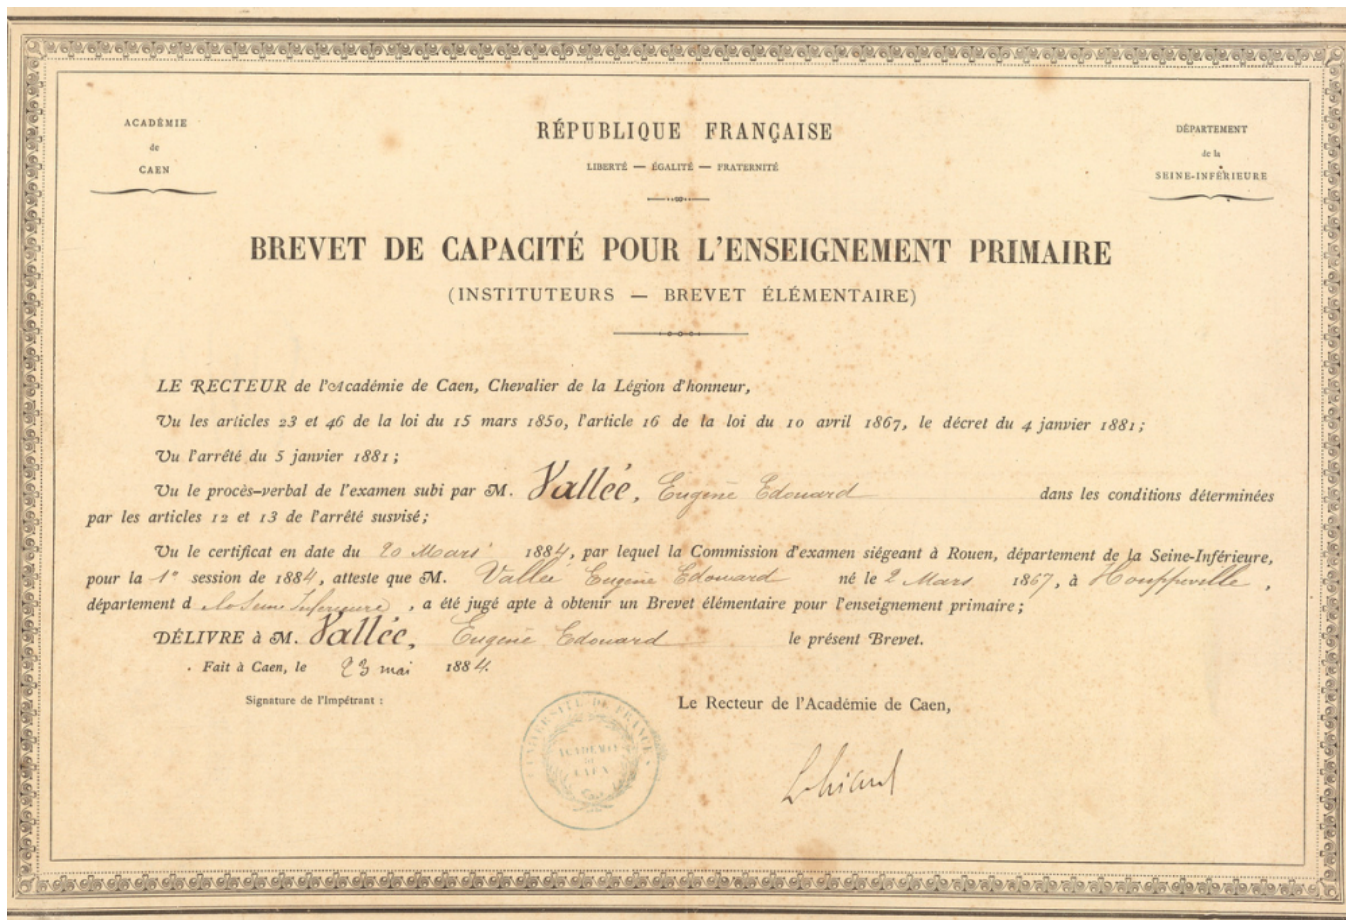 ACADÉMIE
de
CAEN
RÉPUBLIQUE FRANÇAISE
LIBERTÉ — ÉGALITÉ — FRATERNITÉ
DÉPARTEMENT
de la
SEINE-INFÉRIEURE
BREVET DE CAPACITÉ POUR L'ENSEIGNEMENT PRIMAIRE
(INSTITUTEURS — BREVET ÉLÉMENTAIRE)
LE RECTEUR de l'Académie de Caen, Chevalier de la Légion d'honneur,
Vu les articles 23 et 46 de la loi du 15 mars 1850, l'article 16 de la loi du 10 avril 1867, le décret du 4 janvier 1881;
Vu l'arrêté du 5 janvier 1881;
Vu le procès-verbal de l'examen subi par M. Vallée, Eugène Edouard dans les conditions déterminées
par les articles 12 et 13 de l'arrêté susvisé;
Vu le certificat en date du 20 Mars 1884, par lequel la Commission d'examen siégeant à Rouen, département de la Seine-Inférieure,
pour la 1e session de 1884, atteste que M. Vallée Eugène Edouard né le 2 Mars 1867, à Houppeville,
département d la Seine Inférieure, a été jugé apte à obtenir un Brevet élémentaire pour l'enseignement primaire;
DÉLIVRE à M. Vallée, Eugène Edouard le présent Brevet.
Fait à Caen, le 23 mai 1884.
Signature de l'Impétrant :
Le Recteur de l'Académie de Caen,
UNIVERSITÉ DE FRANCE
ACADÉMIE
DE
CAEN